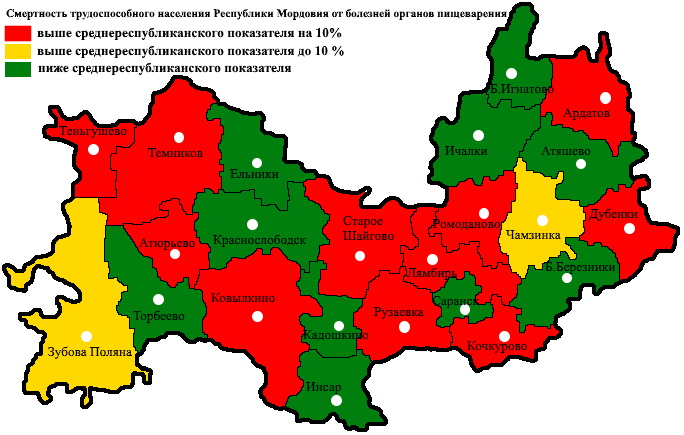 Смертность трудоспособного населения Республики Мордовия от болезней органов пищеварения
выше среднереспубликанского показателя на 10%
выше среднереспубликанского показателя до 10 %
ниже среднереспубликанского показателя
Б.Игнатово
Ардатов
Теньгушево
Темников
Ичалки
Атяшево
Ельники
Дубенки
Старое
Шайгово
Ромоданово
Чамзинка
Краснослободск
Атюрьево
Лямбирь
Б.Березники
Ковылкино
Саранск
Торбеево
Рузаевка
Кадошкино
Кочкурово
Зубова Поляна
Инсар